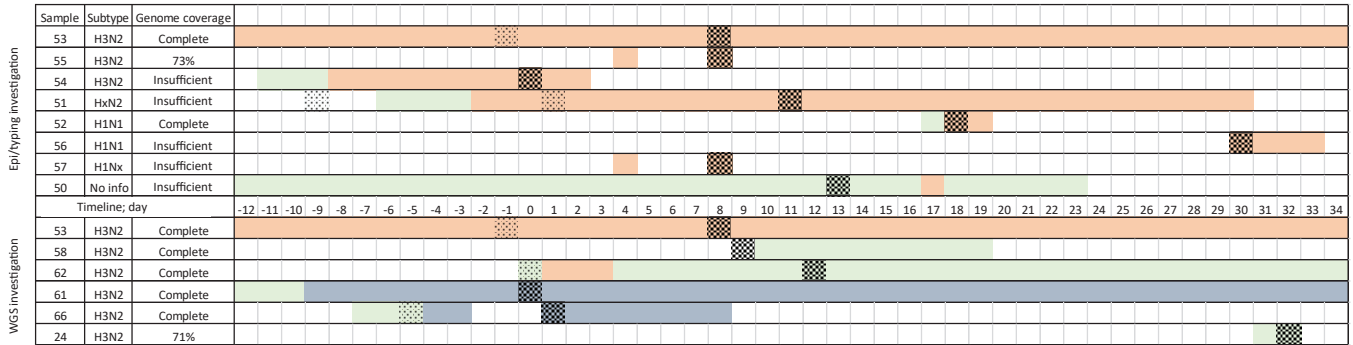 Epi/typing investigation
Sample Subtype Genome coverage
53 H3N2 Complete
55 H3N2 73%
54 H3N2 Insufficient
51 HxN2 Insufficient
52 H1N1 Complete
56 H1N1 Insufficient
57 H1Nx Insufficient
50 No info Insufficient
Timeline; day -12 -11 -10 -9 -8 -7 -6 -5 -4 -3 -2 -1 0 1 2 3 4 5 6 7 8 9 10 11 12 13 14 15 16 17 18 19 20 21 22 23 24 25 26 27 28 29 30 31 32 33 34
WGS investigation
53 H3N2 Complete
58 H3N2 Complete
62 H3N2 Complete
61 H3N2 Complete
66 H3N2 Complete
24 H3N2 71%